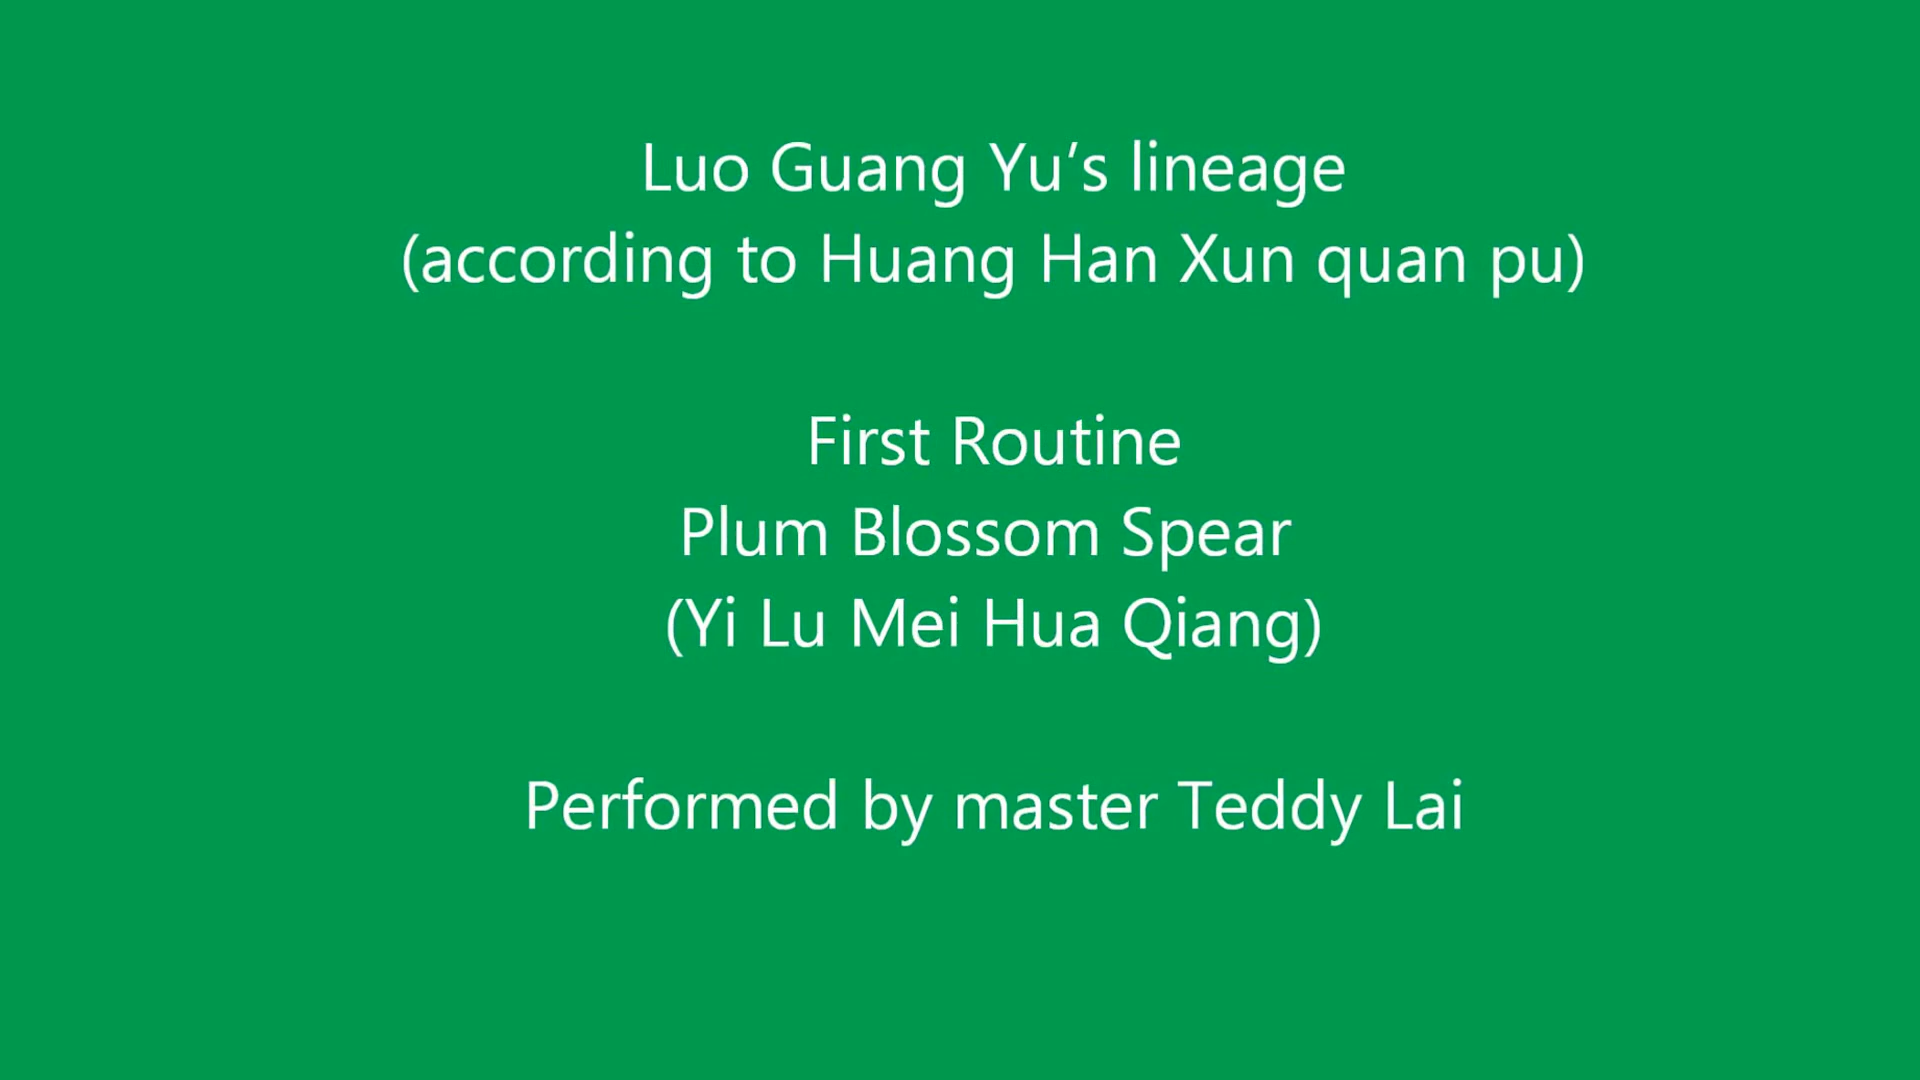 Luo Guang Yu’s lineage
(according to Huang Han Xun quan pu)
First Routine
Plum Blossom Spear
(Yi Lu Mei Hua Qiang)
Performed by master Teddy Lai